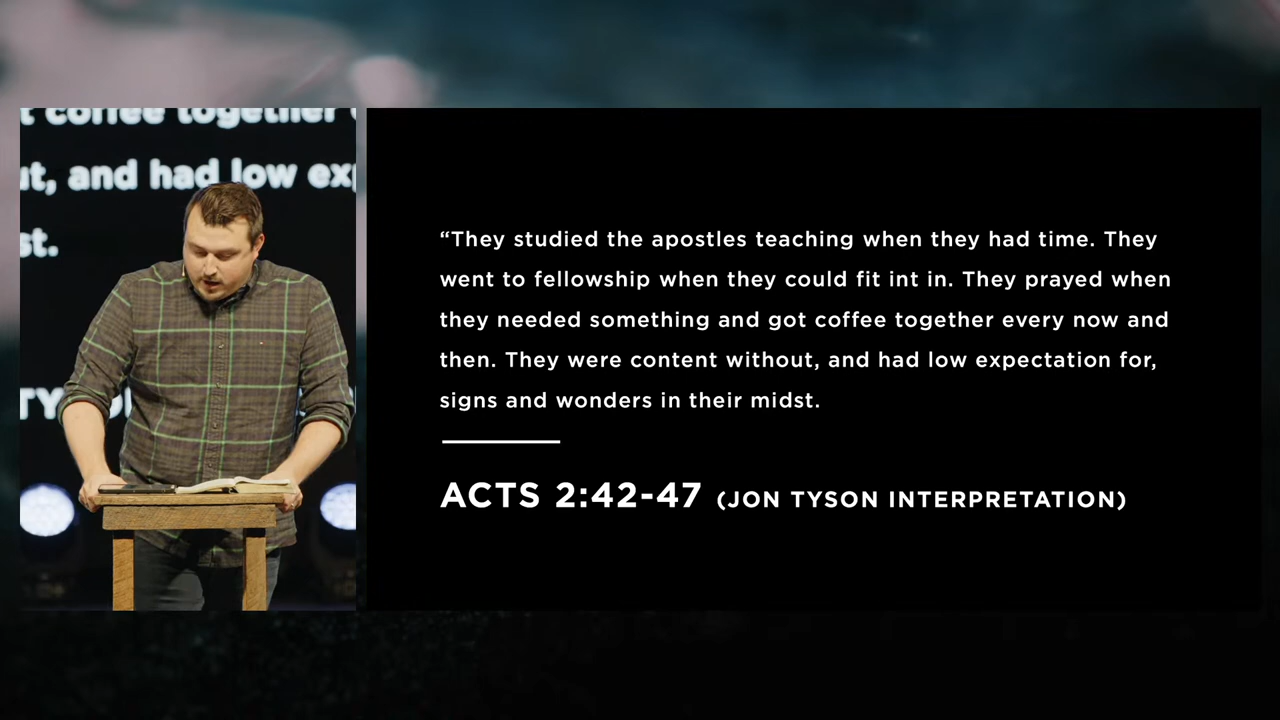 t coffee together
ut, and had low exp
st.
TY
“They studied the apostles teaching when they had time. They
went to fellowship when they could fit int in. They prayed when
they needed something and got coffee together every now and
then. They were content without, and had low expectation for,
signs and wonders in their midst.
ACTS 2:42-47 (JON TYSON INTERPRETATION)